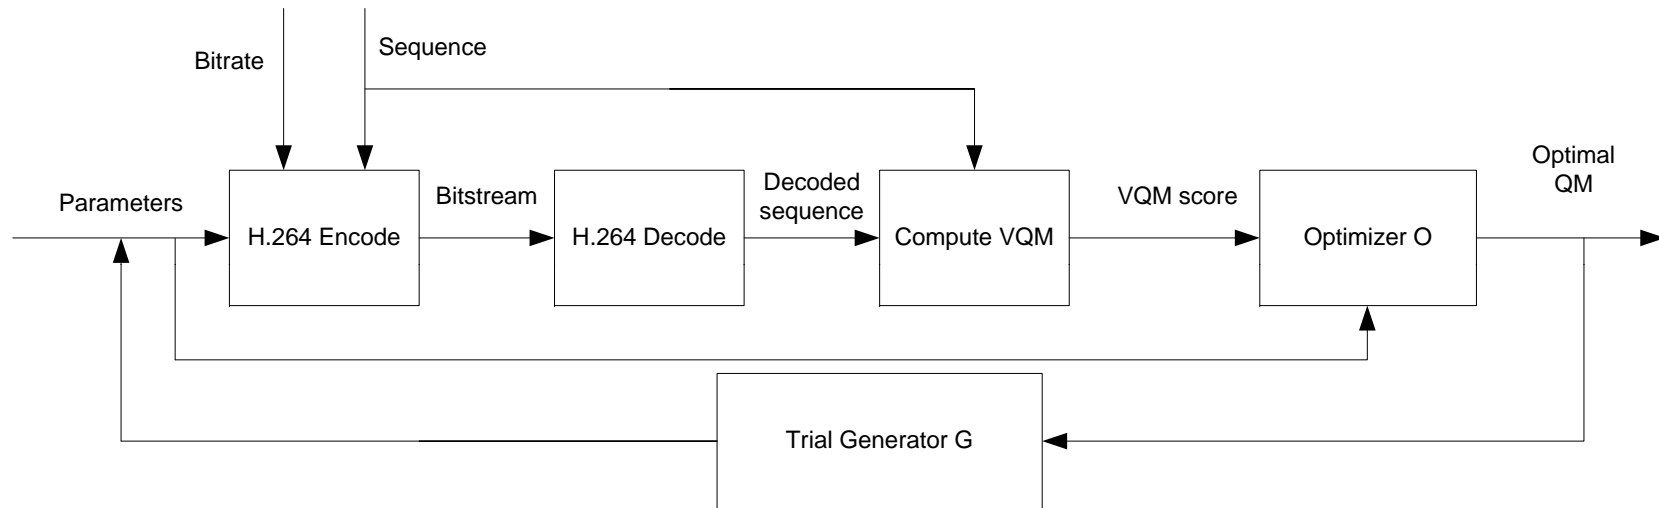 Sequence
Bitrate
Optimal
QM
Parameters
Bitstream
Decoded
sequence
VQM score
H.264 Encode
H.264 Decode
Compute VQM
Optimizer O
Trial Generator G